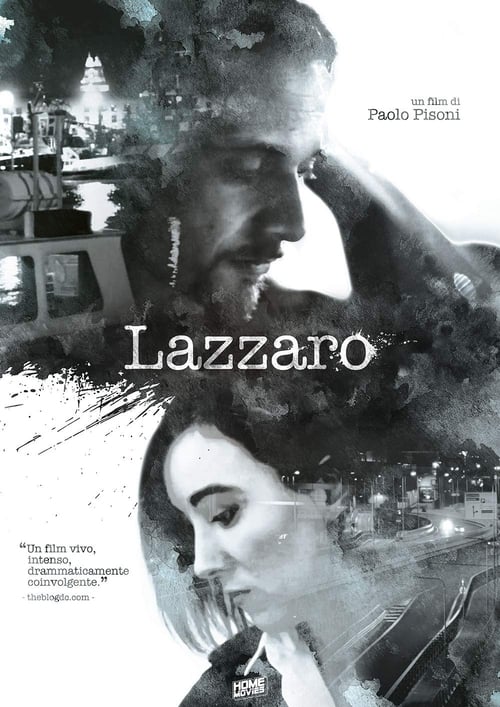 un film di
Paolo Pisoni
Lazzaro
“Un film vivo,
intenso,
drammaticamente
coinvolgente.”
- theblogdc.com -
HOME
MOVIES